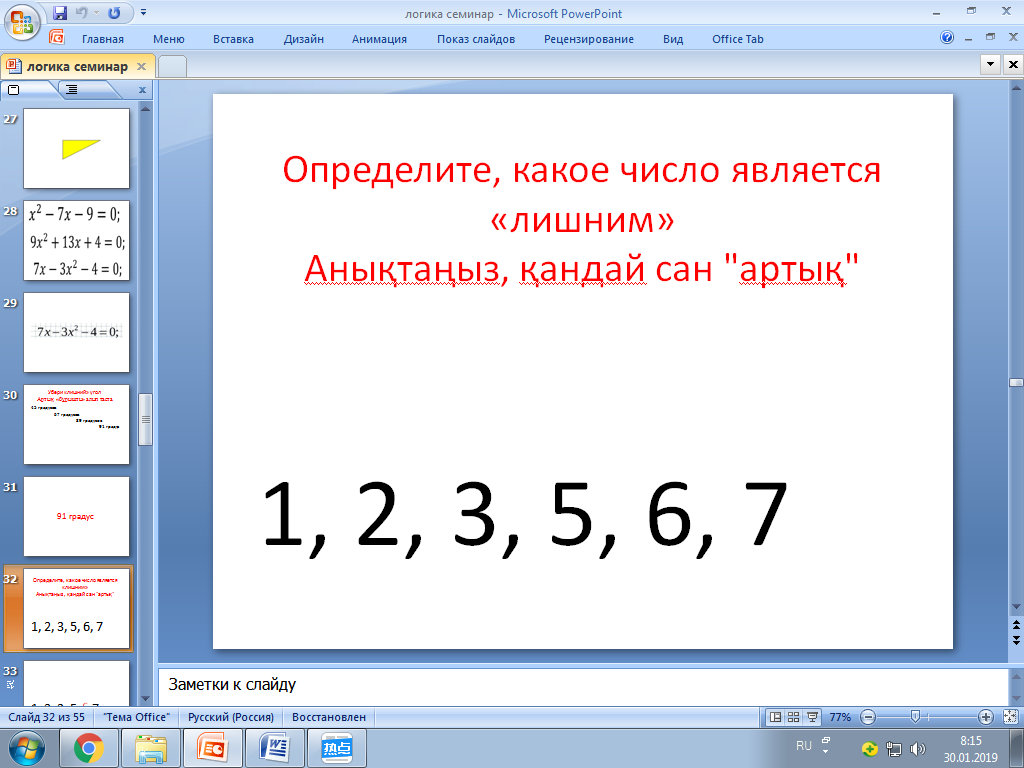 логика семинар - Microsoft PowerPoint
Главная Меню Вставка Дизайн Анимация Показ слайдов Рецензирование Вид Office Tab
логика семинар
27
28
x² − 7x − 9 = 0;
9x² + 13x + 4 = 0;
7x − 3x² − 4 = 0;
29
7x − 3x² − 4 = 0;
30
31
91 градус
32
Определите, какое число является
«лишним»
Анықтаңыз, қандай сан "артық"
1, 2, 3, 5, 6, 7
33
Определите, какое число является
«лишним»
Анықтаңыз, қандай сан "артық"
1, 2, 3, 5, 6, 7
Заметки к слайду
Слайд 32 из 55 "Тема Office" Русский (Россия) Восстановлен 77%
热点
RU
8:15
30.01.2019